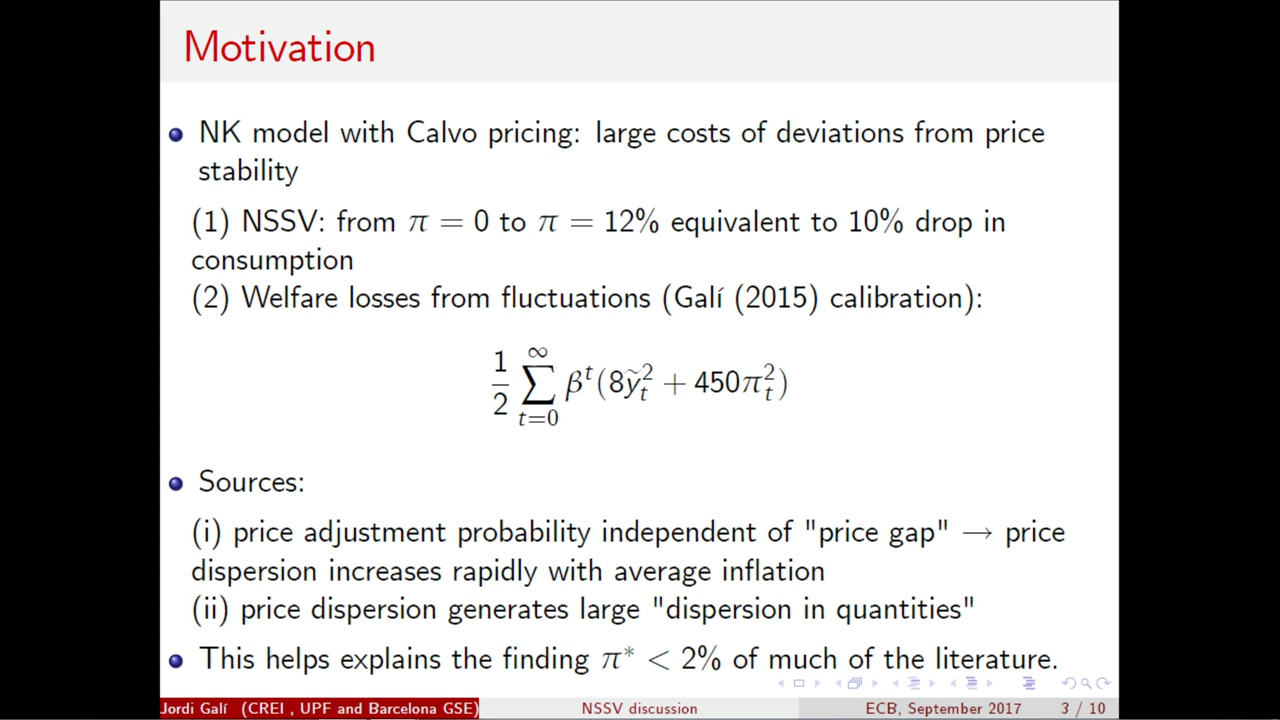 Motivation
NK model with Calvo pricing: large costs of deviations from price
stability
(1) NSSV: from π = 0 to π = 12% equivalent to 10% drop in
consumption
(2) Welfare losses from fluctuations (Galí (2015) calibration):
1/2 ∑_{t=0}^{∞} β^t(8ỹ_t^2 + 450π_t^2)
Sources:
(i) price adjustment probability independent of "price gap" → price
dispersion increases rapidly with average inflation
(ii) price dispersion generates large "dispersion in quantities"
This helps explains the finding π* < 2% of much of the literature.
Jordi Galí (CREI , UPF and Barcelona GSE) NSSV discussion ECB, September 2017 3 / 10